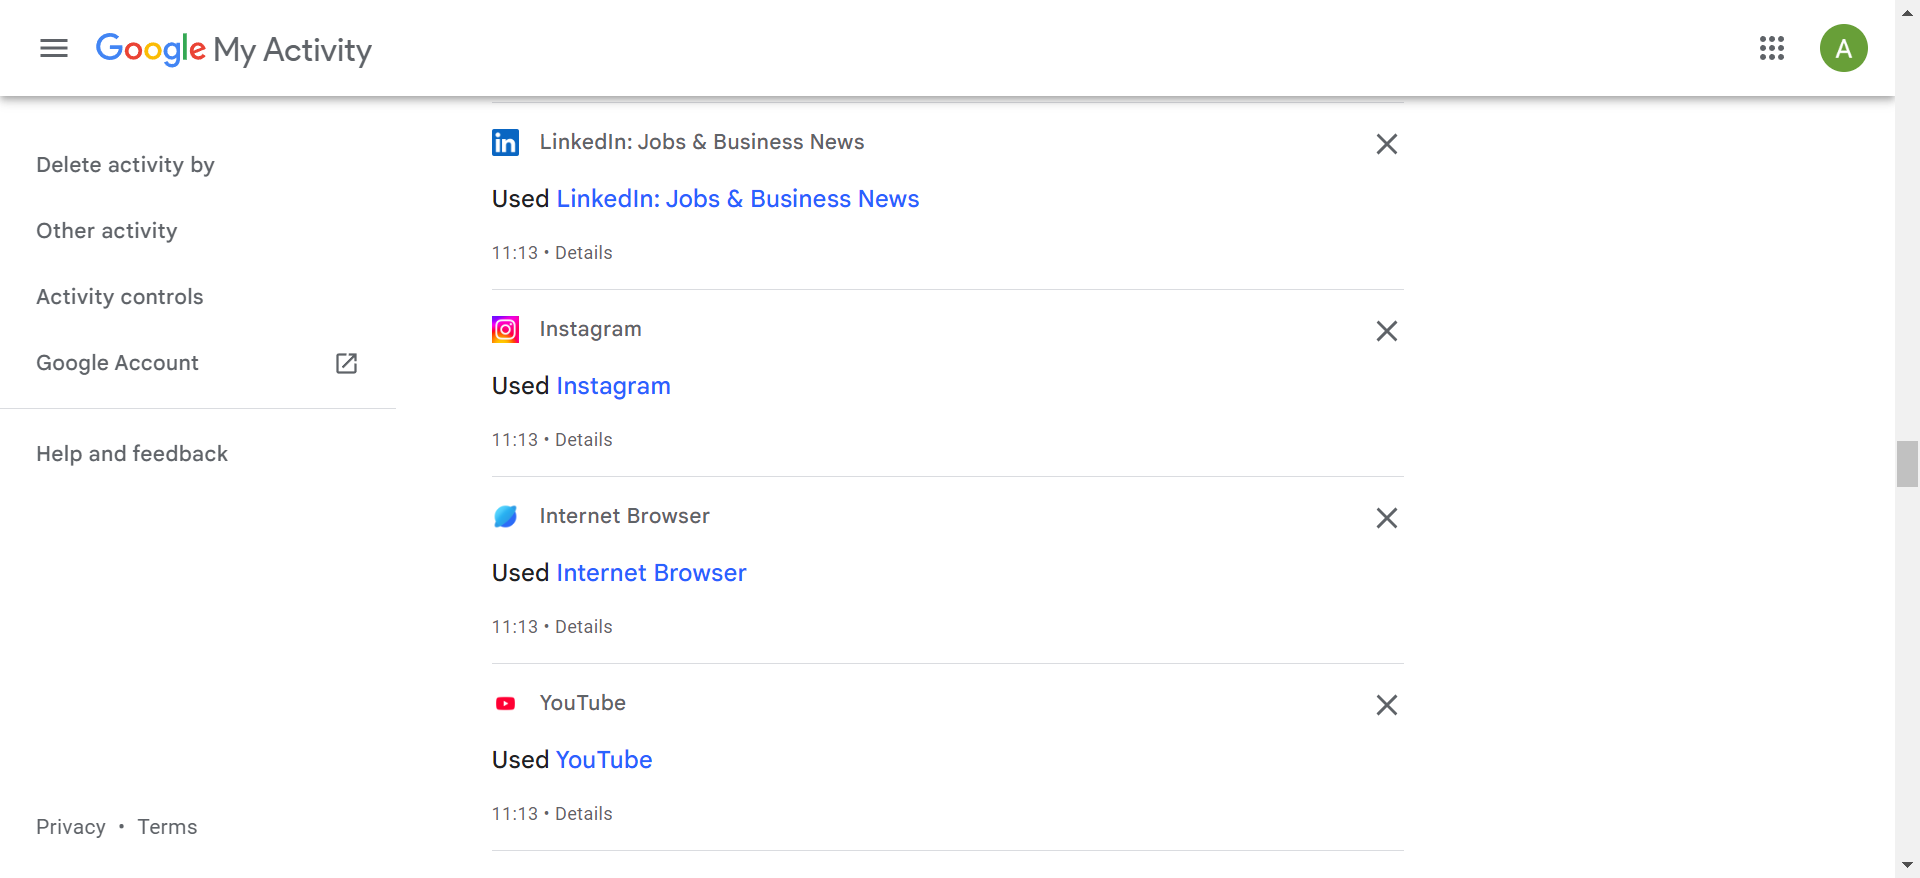 Google My Activity
A
Delete activity by
Other activity
Activity controls
Google Account
Help and feedback
Privacy • Terms
LinkedIn: Jobs & Business News
Used LinkedIn: Jobs & Business News
11:13 • Details
Instagram
Used Instagram
11:13 • Details
Internet Browser
Used Internet Browser
11:13 • Details
YouTube
Used YouTube
11:13 • Details